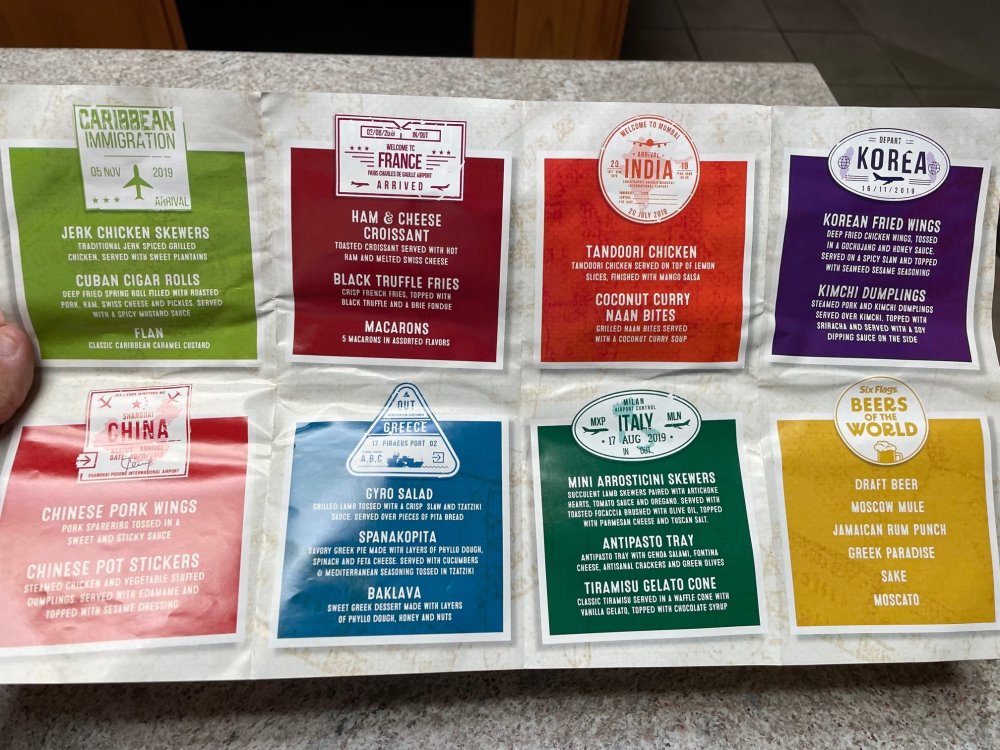 CARIBBEAN
IMMIGRATION
05 NOV 2019
ARRIVAL
JERK CHICKEN SKEWERS
TRADITIONAL JERK SPICED GRILLED
CHICKEN, SERVED WITH SWEET PLANTAINS
CUBAN CIGAR ROLLS
DEEP FRIED SPRING ROLL FILLED WITH ROASTED
PORK, HAM, SWISS CHEESE AND PICKLES. SERVED
WITH A SPICY MUSTARD SAUCE
FLAN
CLASSIC CARIBBEAN CARAMEL CUSTARD
IN/OUT
WELCOME TO
FRANCE
PARIS CHARLES DE GAULLE AIRPORT
ARRIVED
HAM & CHEESE
CROISSANT
TOASTED CROISSANT SERVED WITH HOT
HAM AND MELTED SWISS CHEESE
BLACK TRUFFLE FRIES
CRISP FRENCH FRIES, TOPPED WITH
BLACK TRUFFLE AND A BRIE FONDUE
MACARONS
5 MACARONS IN ASSORTED FLAVORS
WELCOME TO MUMBAI
ARRIVAL
20 19
INDIA
26 JULY 2019
TANDOORI CHICKEN
TANDOORI CHICKEN SERVED ON TOP OF LEMON
SLICES, FINISHED WITH MANGO SALSA
COCONUT CURRY
NAAN BITES
GRILLED NAAN BITES SERVED
WITH A COCONUT CURRY SOUP
DEPART
KOREA
16/11/2019
KOREAN FRIED WINGS
DEEP FRIED CHICKEN WINGS, TOSSED
IN A GOCHUJANG AND HONEY SAUCE.
SERVED ON A SPICY SLAW AND TOPPED
WITH SEAWEED SESAME SEASONING
KIMCHI DUMPLINGS
STEAMED PORK AND KIMCHI DUMPLINGS
SERVED OVER KIMCHI, TOPPED WITH
SRIRACHA AND SERVED WITH A SOY
DIPPING SAUCE ON THE SIDE
SHANGHAI
CHINA
SHANGHAI PUDONG INTERNATIONAL AIRPORT
CHINESE PORK WINGS
PORK SPARERIBS TOSSED IN A
SWEET AND STICKY SAUCE
CHINESE POT STICKERS
STEAMED CHICKEN AND VEGETABLE STUFFED
DUMPLINGS. SERVED WITH EDAMAME AND
TOPPED WITH SESAME DRESSING
OUT
GREECE
17 PIRAEUS PORT 02
A,B,C
GYRO SALAD
GRILLED LAMB TOSSED WITH A CRISP SLAW AND TZATZIKI
SAUCE. SERVED OVER PIECES OF PITA BREAD
SPANAKOPITA
SAVORY GREEK PIE MADE WITH LAYERS OF PHYLLO DOUGH,
SPINACH AND FETA CHEESE. SERVED WITH CUCUMBERS
& MEDITERRANEAN SEASONING TOSSED IN TZATZIKI
BAKLAVA
SWEET GREEK DESSERT MADE WITH LAYERS
OF PHYLLO DOUGH, HONEY AND NUTS
MILAN
AIRPORT CONTROL
MXP ITALY MLN
17 AUG 2019
IN OUT
MINI ARROSTICINI SKEWERS
SUCCULENT LAMB SKEWERS PAIRED WITH ARTICHOKE
HEARTS, TOMATO SAUCE AND OREGANO. SERVED WITH
TOASTED FOCACCIA BRUSHED WITH OLIVE OIL, TOPPED
WITH PARMESAN CHEESE AND TUSCAN SALT.
ANTIPASTO TRAY
ANTIPASTO TRAY WITH GENOA SALAMI, FONTINA
CHEESE, ARTISANAL CRACKERS AND GREEN OLIVES
TIRAMISU GELATO CONE
CLASSIC TIRAMISU SERVED IN A WAFFLE CONE WITH
VANILLA GELATO, TOPPED WITH CHOCOLATE SYRUP
Six Flags
BEERS
OF THE
WORLD
DRAFT BEER
MOSCOW MULE
JAMAICAN RUM PUNCH
GREEK PARADISE
SAKE
MOSCATO